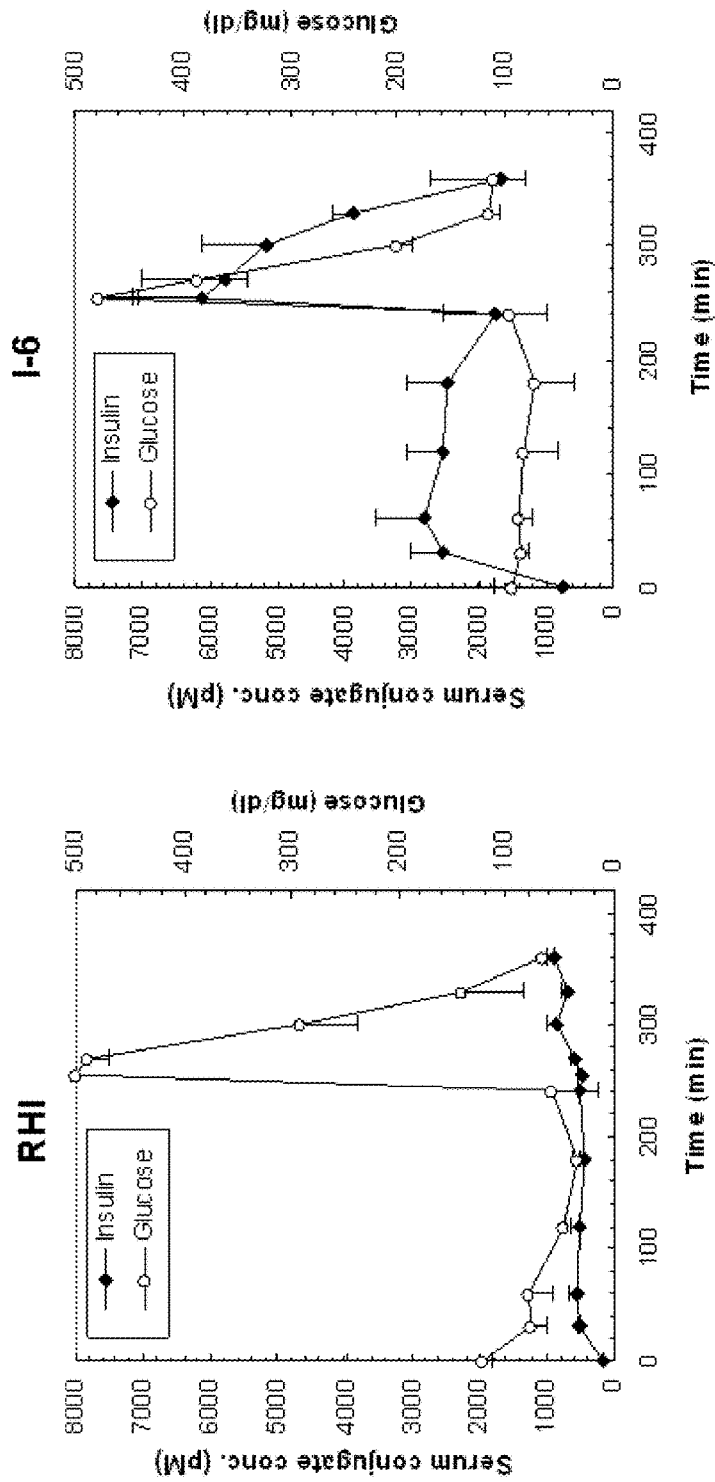 RHI
Serum conjugate conc. (pM)
8000
7000
6000
5000
4000
3000
2000
1000
0
Insulin
Glucose
500
400
300
200
100
0
Glucose (mg/dl)
0 100 200 300 400
Time (min)
I-6
Serum conjugate conc. (pM)
8000
7000
6000
5000
4000
3000
2000
1000
0
Insulin
Glucose
500
400
300
200
100
0
Glucose (mg/dl)
0 100 200 300 400
Time (min)